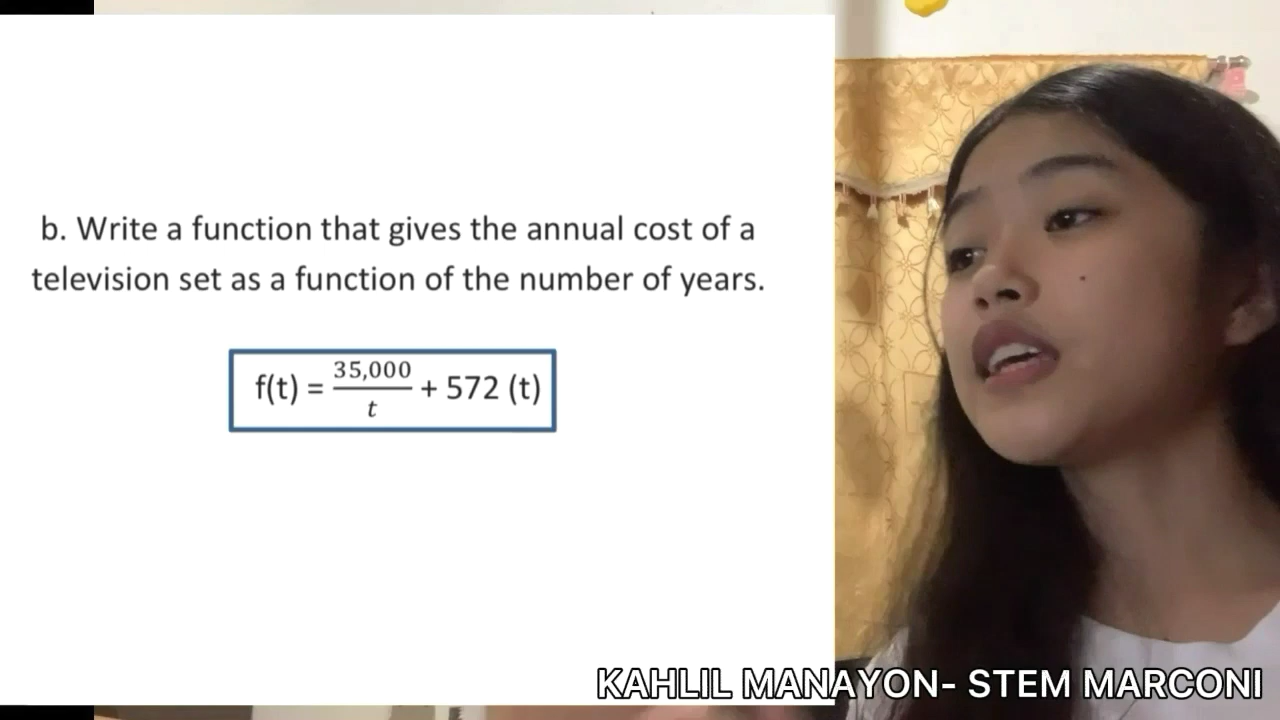 b. Write a function that gives the annual cost of a
television set as a function of the number of years.
f(t) = 35,000/t + 572 (t)
KAHLIL MANAYON- STEM MARCONI